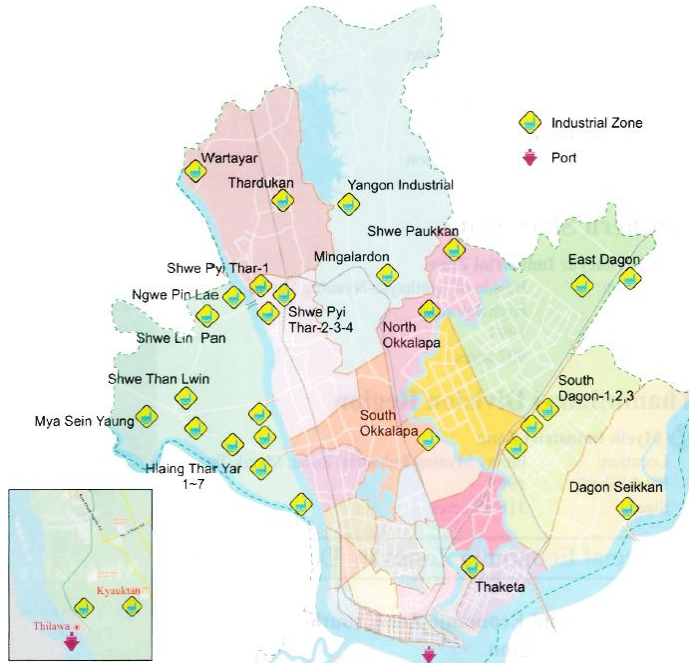 Industrial Zone
Port
Wartayar
Thardukan
Yangon Industrial
Shwe Paukkan
Mingalardon
East Dagon
Shwe Pyi Thar-1
Ngwe Pin Lae
Shwe Pyi
Thar-2-3-4
North
Okkalapa
Shwe Lin Pan
Shwe Than Lwin
South
Dagon-1,2,3
Mya Sein Yaung
South
Okkalapa
Hlaing Thar Yar
1~7
Dagon Seikkan
Thaketa
Kyauktan
Thilawa